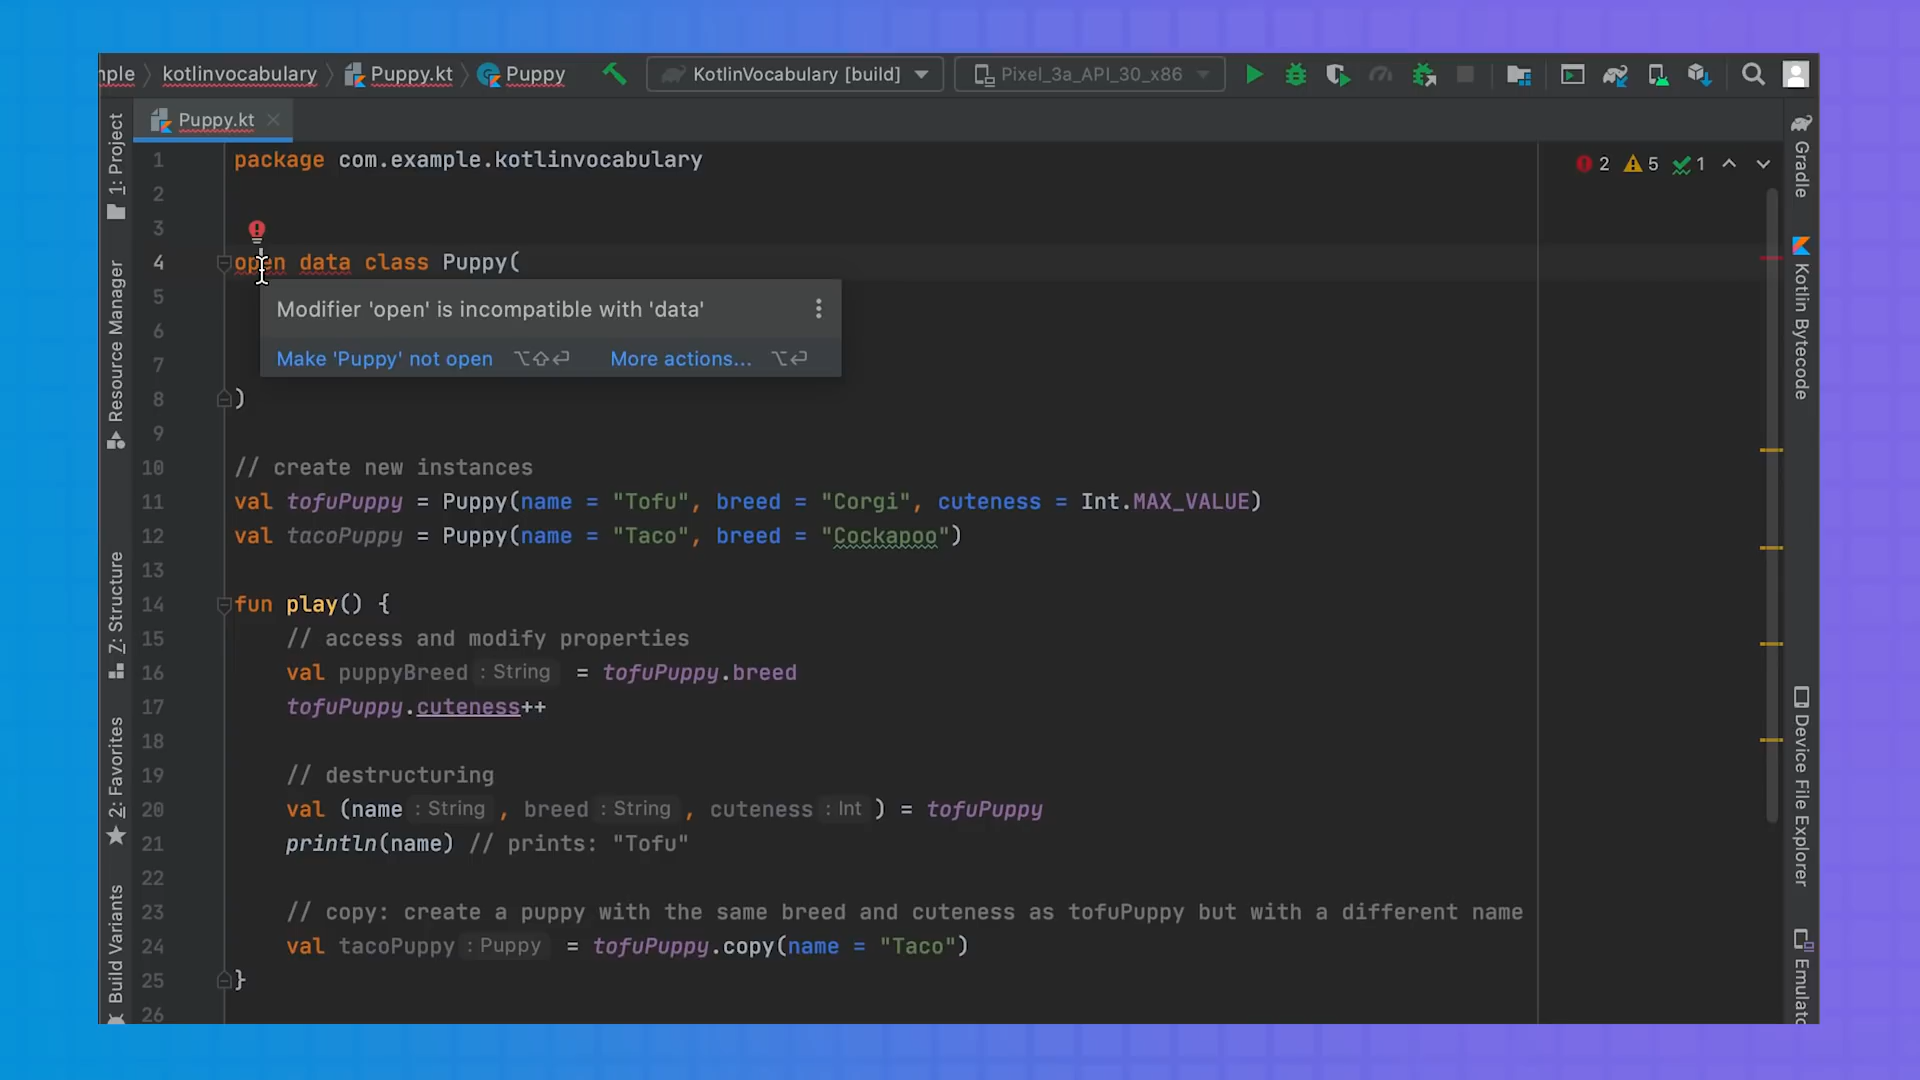 mple kotlinvocabulary Puppy.kt Puppy KotlinVocabulary [build] Pixel_3a_API_30_x86
Puppy.kt
1: Project
Resource Manager
Z: Structure
2: Favorites
Build Variants
2 5 1
1 package com.example.kotlinvocabulary
2
3
4 open data class Puppy(
5
Modifier 'open' is incompatible with 'data'
6
7
Make 'Puppy' not open ⌥⇧⏎ More actions... ⌥⏎
8 )
9
10 // create new instances
11 val tofuPuppy = Puppy(name = "Tofu", breed = "Corgi", cuteness = Int.MAX_VALUE)
12 val tacoPuppy = Puppy(name = "Taco", breed = "Cockapoo")
13
14 fun play() {
15 // access and modify properties
16 val puppyBreed : String = tofuPuppy.breed
17 tofuPuppy.cuteness++
18
19 // destructuring
20 val (name : String , breed : String , cuteness : Int ) = tofuPuppy
21 println(name) // prints: "Tofu"
22
23 // copy: create a puppy with the same breed and cuteness as tofuPuppy but with a different name
24 val tacoPuppy : Puppy = tofuPuppy.copy(name = "Taco")
25 }
26
Gradle
Kotlin Bytecode
Device File Explorer
Emulato